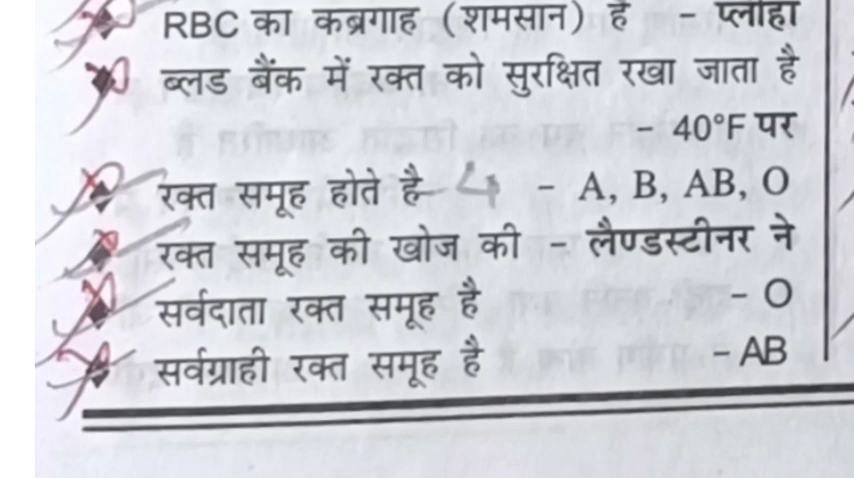 RBC का कब्रगाह (शमसान) है - प्लीहा
ब्लड बैंक में रक्त को सुरक्षित रखा जाता है
- 40°F पर
रक्त समूह होते है 4 - A, B, AB, O
रक्त समूह की खोज की - लैण्डस्टीनर ने
सर्वदाता रक्त समूह है - O
सर्वग्राही रक्त समूह है - AB